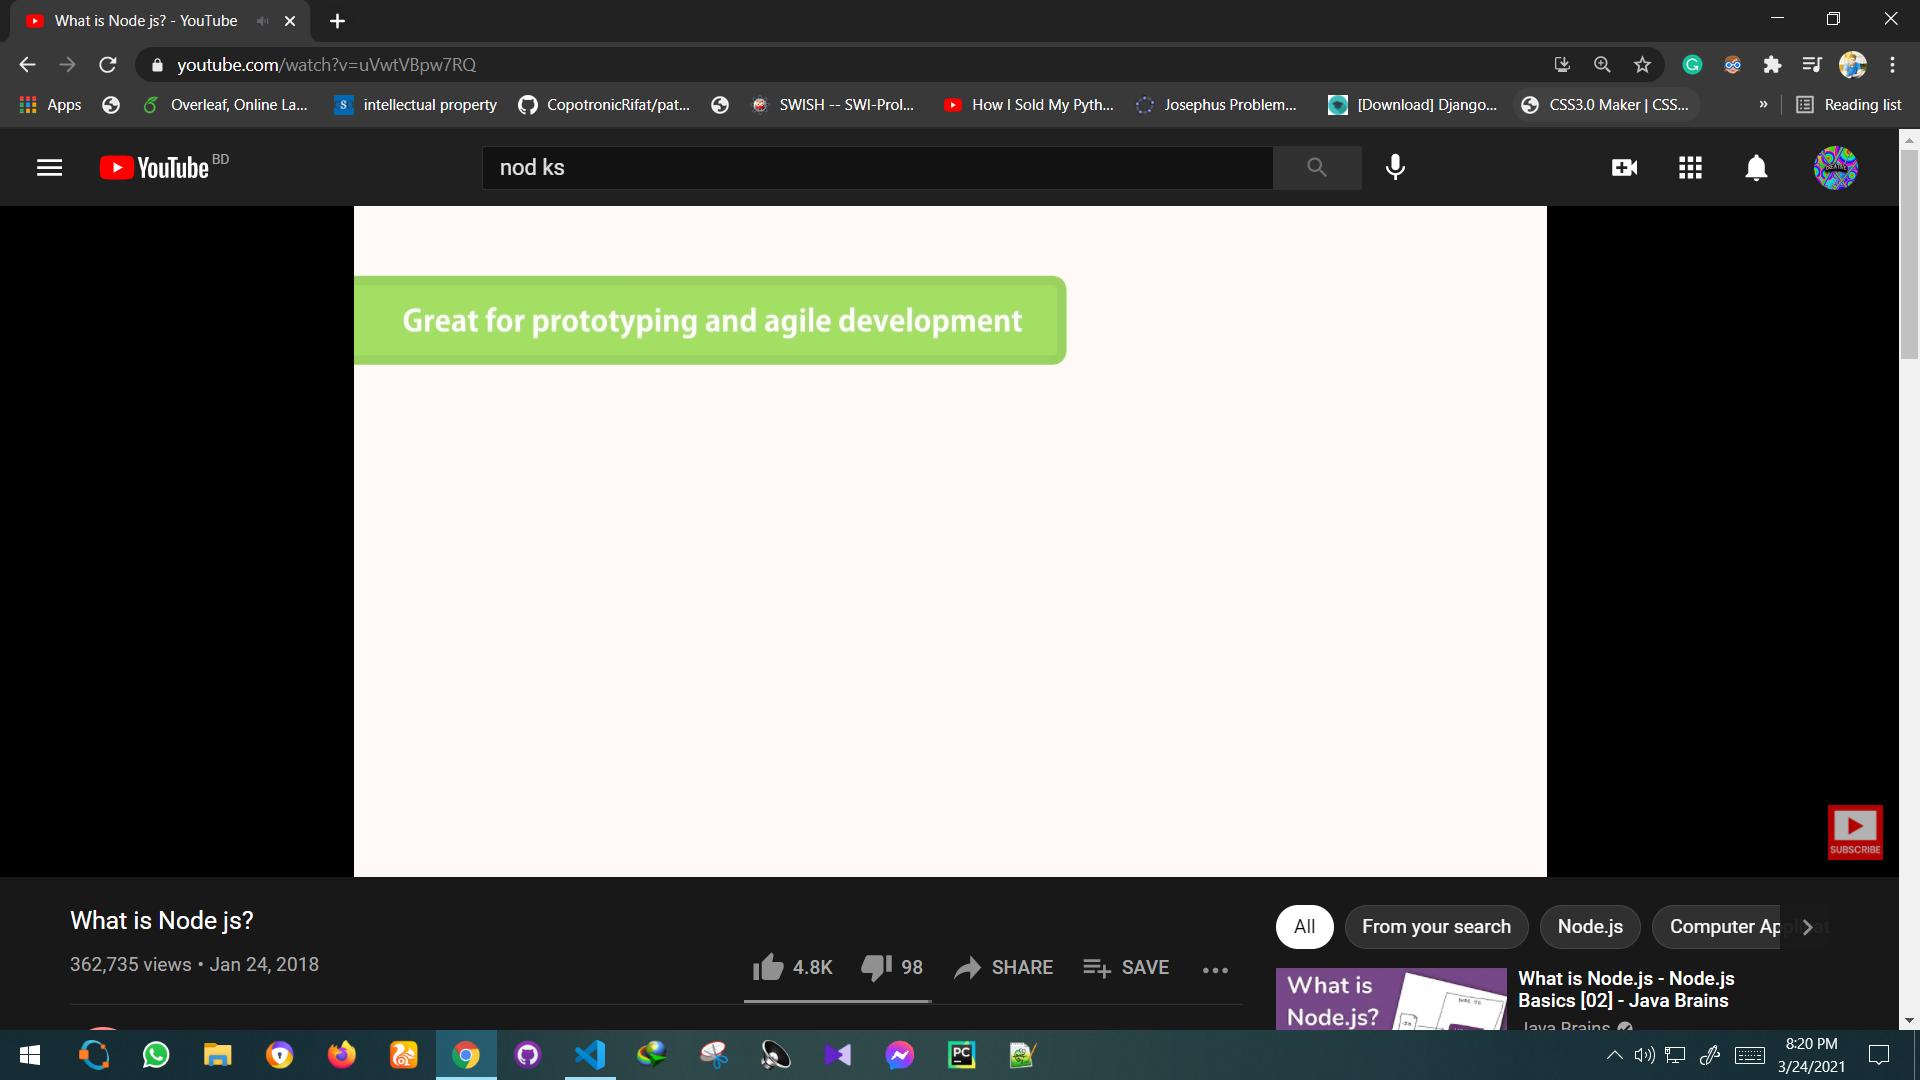 What is Node js? - YouTube
youtube.com/watch?v=uVwtVBpw7RQ
Apps
Overleaf, Online La...
intellectual property
CopotronicRifat/pat...
SWISH -- SWI-Prol...
How I Sold My Pyth...
Josephus Problem...
[Download] Django...
CSS3.0 Maker | CSS...
»
Reading list
YouTube BD
nod ks
Great for prototyping and agile development
SUBSCRIBE
What is Node js?
362,735 views • Jan 24, 2018
4.8K
98
SHARE
SAVE
All
From your search
Node.js
Computer Ap
What is
Node.js?
What is Node.js - Node.js
Basics [02] - Java Brains
Java Brains
8:20 PM
3/24/2021